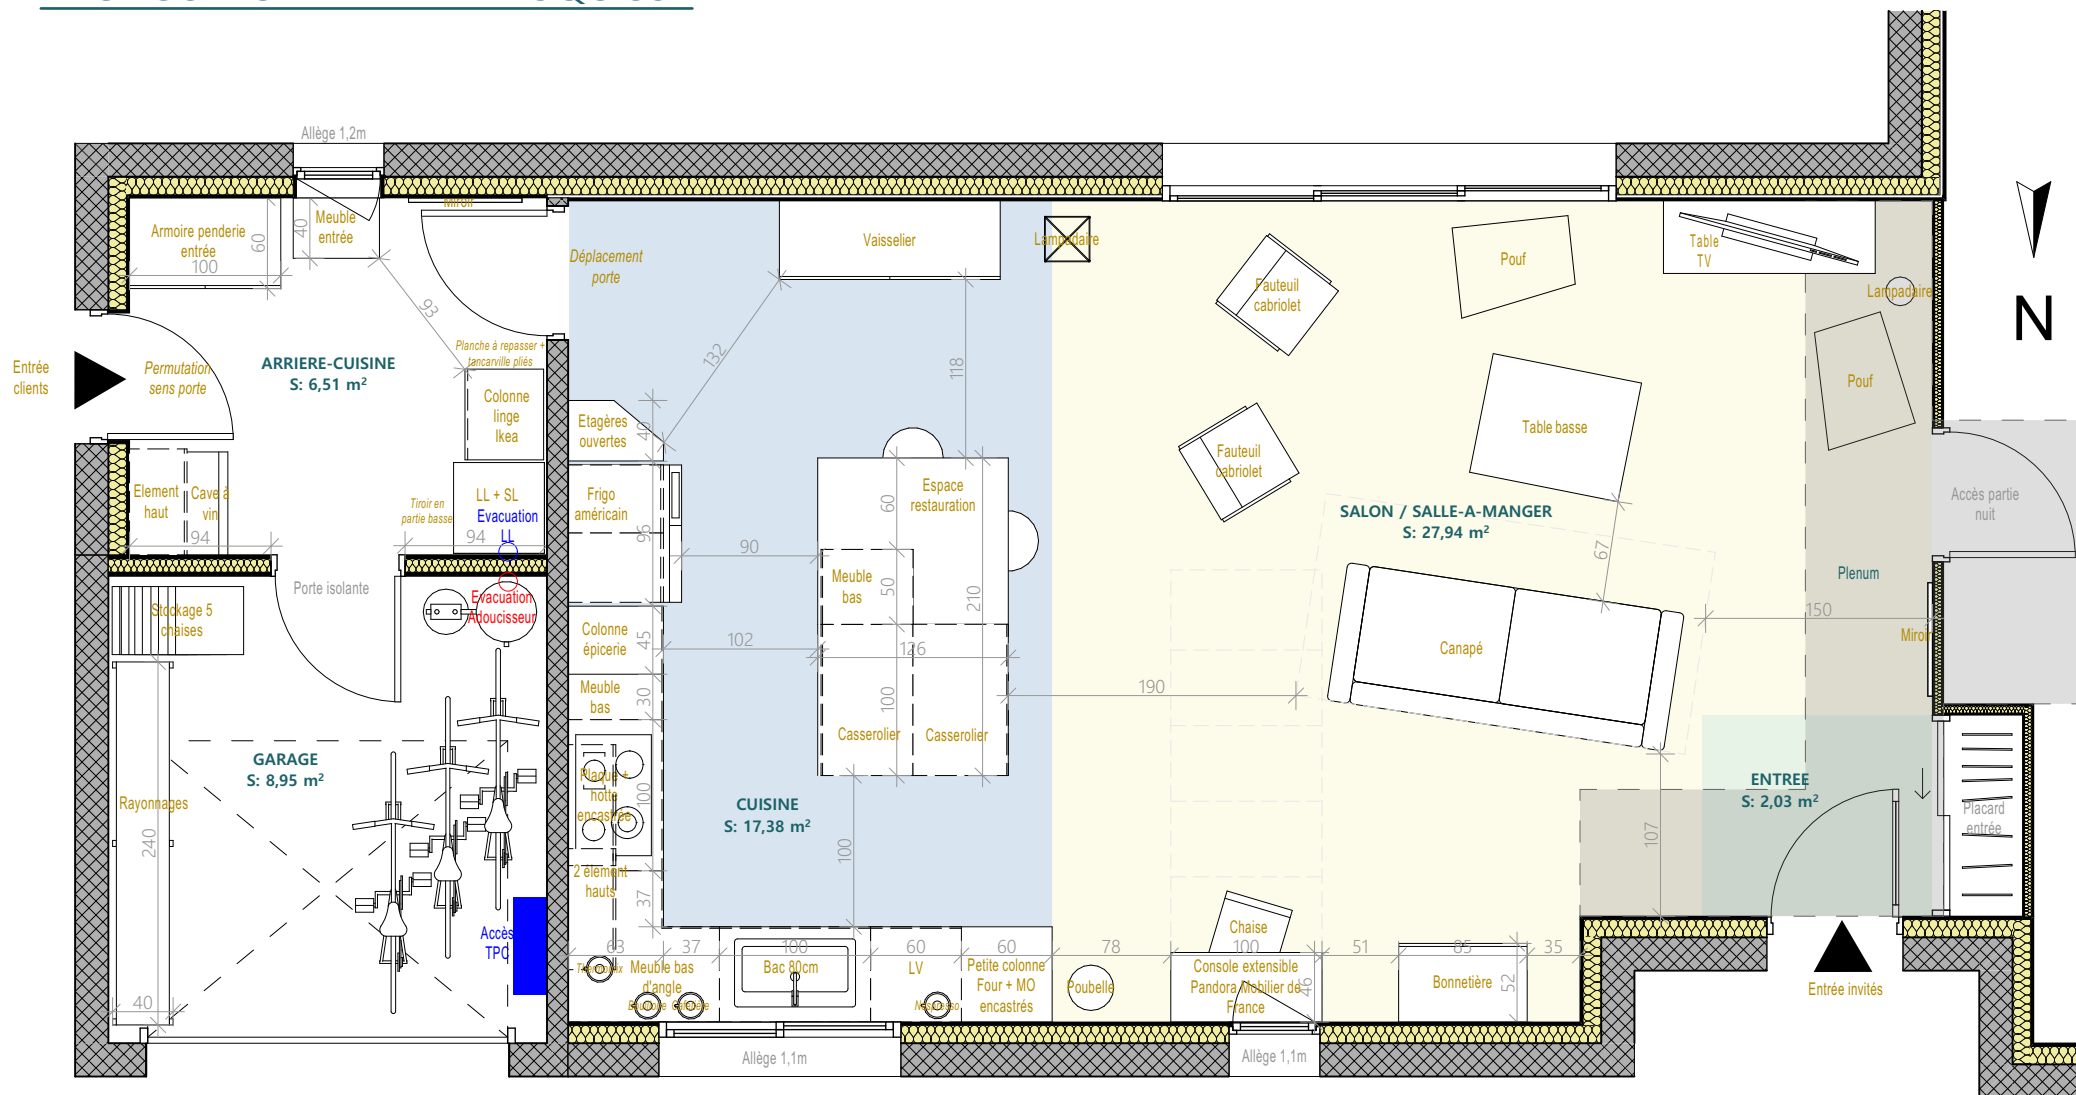 Allège 1,2m
Miroir
Armoire penderie
entrée
60
100
40
Meuble
entrée
93
Déplacement
porte
Vaisselier
Lampadaire
Fauteuil
cabriolet
Pouf
Table
TV
Lampadaire
N
Entrée
clients
Permutation
sens porte
ARRIERE-CUISINE
S: 6,51 m²
Planche à repasser +
tancarville pliés
Colonne
linge
Ikea
132
118
Etagères
ouvertes
40
Fauteuil
cabriolet
Table basse
Pouf
Element
haut
Cave à
vin
94
Tiroir en
partie basse
94
LL + SL
Evacuation
LL
Frigo
américain
96
90
60
Espace
restauration
SALON / SALLE-A-MANGER
S: 27,94 m²
67
Accès partie
nuit
Plenum
Porte isolante
Evacuation
Adoucisseur
Stockage 5
chaises
Meuble
bas
50
210
Colonne
épicerie
45
102
126
Canapé
150
Miroir
Meuble
bas
30
100
190
Casserolier
Casserolier
GARAGE
S: 8,95 m²
Rayonnages
240
40
Plaque +
hotte
encastrée
100
2 élément
hauts
37
CUISINE
S: 17,38 m²
100
ENTREE
S: 2,03 m²
107
Placard
entrée
Accès
TPC
63
37
100
60
60
78
100
51
85
35
Thermomix
Meuble bas
d'angle
Bouilloire
Cafetière
Bac 80cm
LV
Nespresso
Petite colonne
Four + MO
encastrés
Poubelle
Chaise
Console extensible
Pandora Mobilier de
France
46
Bonnetière
52
Entrée invités
Allège 1,1m
Allège 1,1m